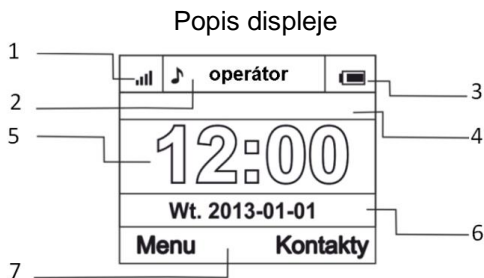 Popis displeje
1
operátor
2
3
4
5
12:00
Wt. 2013-01-01
6
Menu Kontakty
7